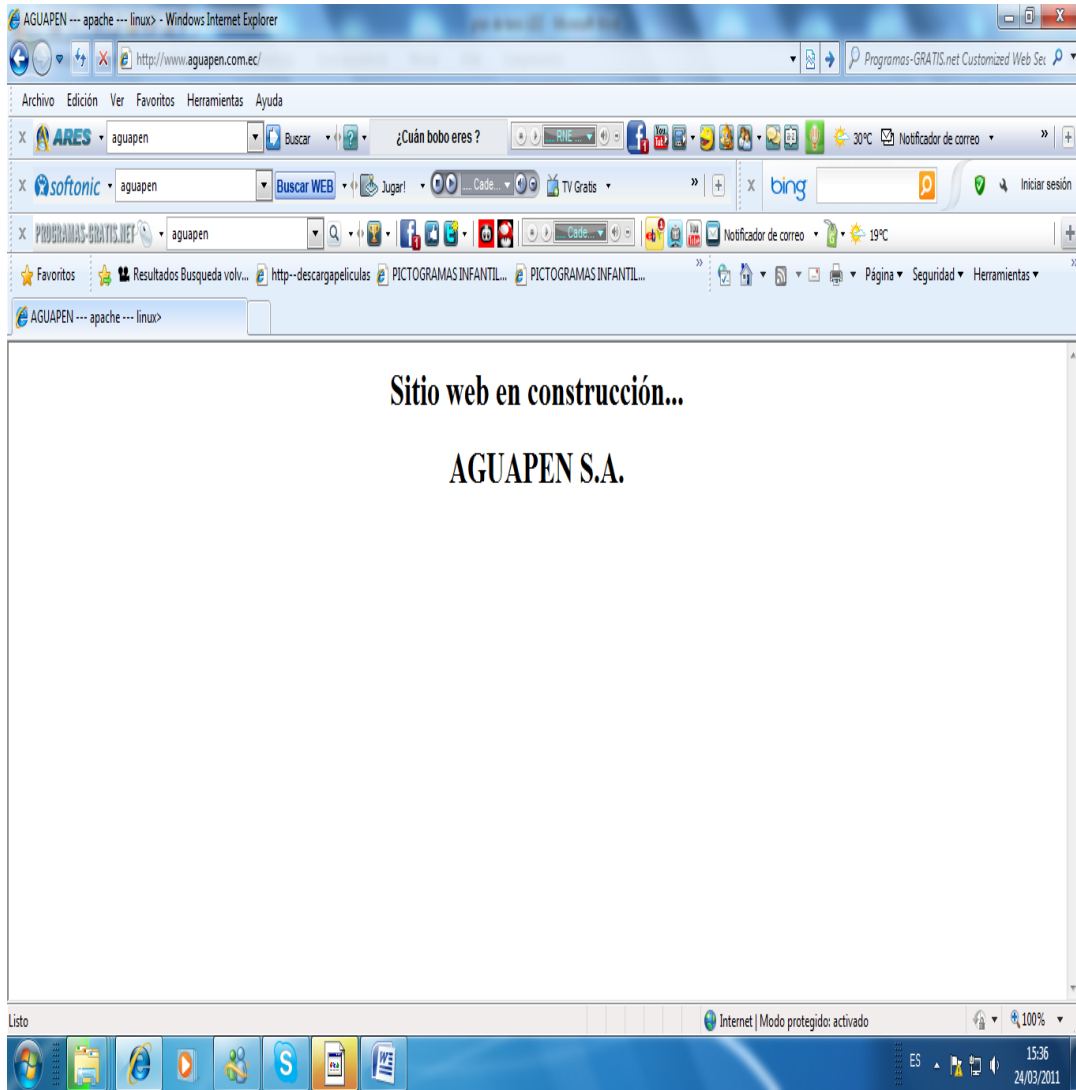 AGUAPEN --- apache --- linux> - Windows Internet Explorer
http://www.aguapen.com.ec/ Programas-GRATIS.net Customized Web Sec
Archivo Edición Ver Favoritos Herramientas Ayuda
X ARES aguapen Buscar ¿Cuán bobo eres ? RNE ... 30ºC Notificador de correo »
X softonic aguapen Buscar WEB Jugar! .... Cade... TV Gratis » X bing Iniciar sesión
X PROGRAMAS-GRATIS.NET aguapen Cade... Notificador de correo 19ºC
Favoritos Resultados Busqueda volv... http--descargapeliculas PICTOGRAMAS INFANTIL... PICTOGRAMAS INFANTIL... » Página Seguridad Herramientas »
AGUAPEN --- apache --- linux>
Sitio web en construcción...
AGUAPEN S.A.
Listo Internet | Modo protegido: activado 100%
ES 15:36
24/03/2011